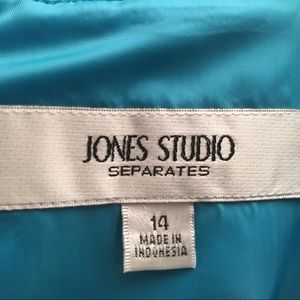 JONES STUDIO
SEPARATES
14
MADE IN
INDONESIA